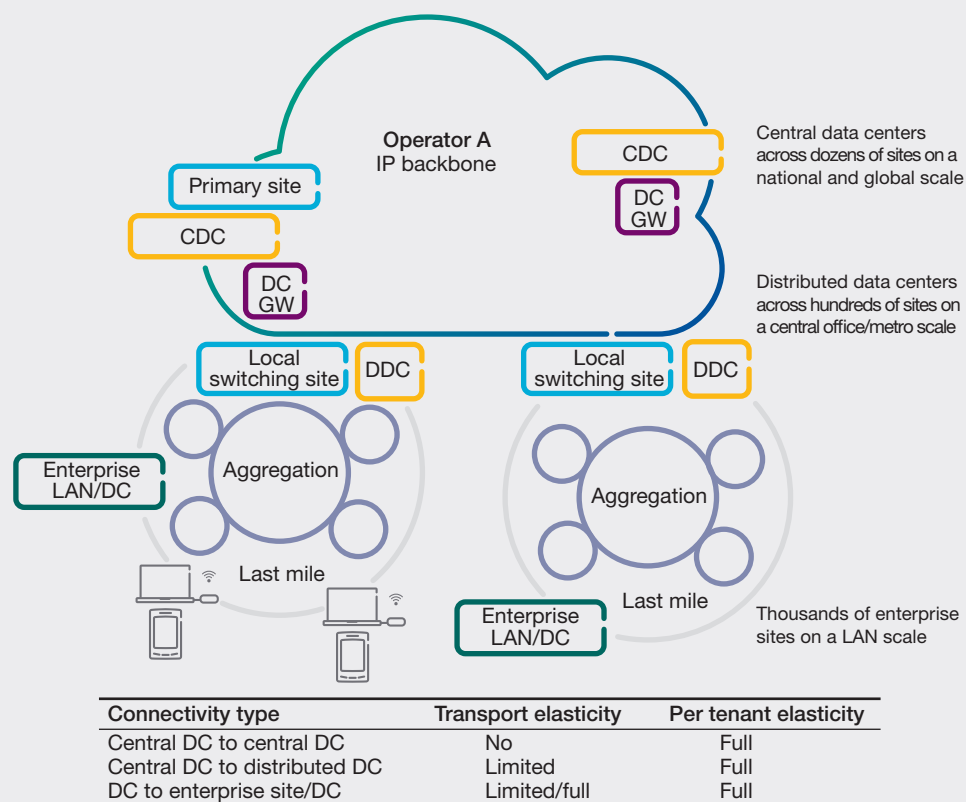 Operator A
IP backbone
CDC
Central data centers
across dozens of sites on a
national and global scale
Primary site
DC
GW
CDC
DC
GW
Distributed data centers
across hundreds of sites on
a central office/metro scale
Local
switching site
DDC
Local
switching site
DDC
Enterprise
LAN/DC
Aggregation
Aggregation
Last mile
Last mile
Enterprise
LAN/DC
Thousands of enterprise
sites on a LAN scale
Connectivity type Transport elasticity Per tenant elasticity
Central DC to central DC No Full
Central DC to distributed DC Limited Full
DC to enterprise site/DC Limited/full Full